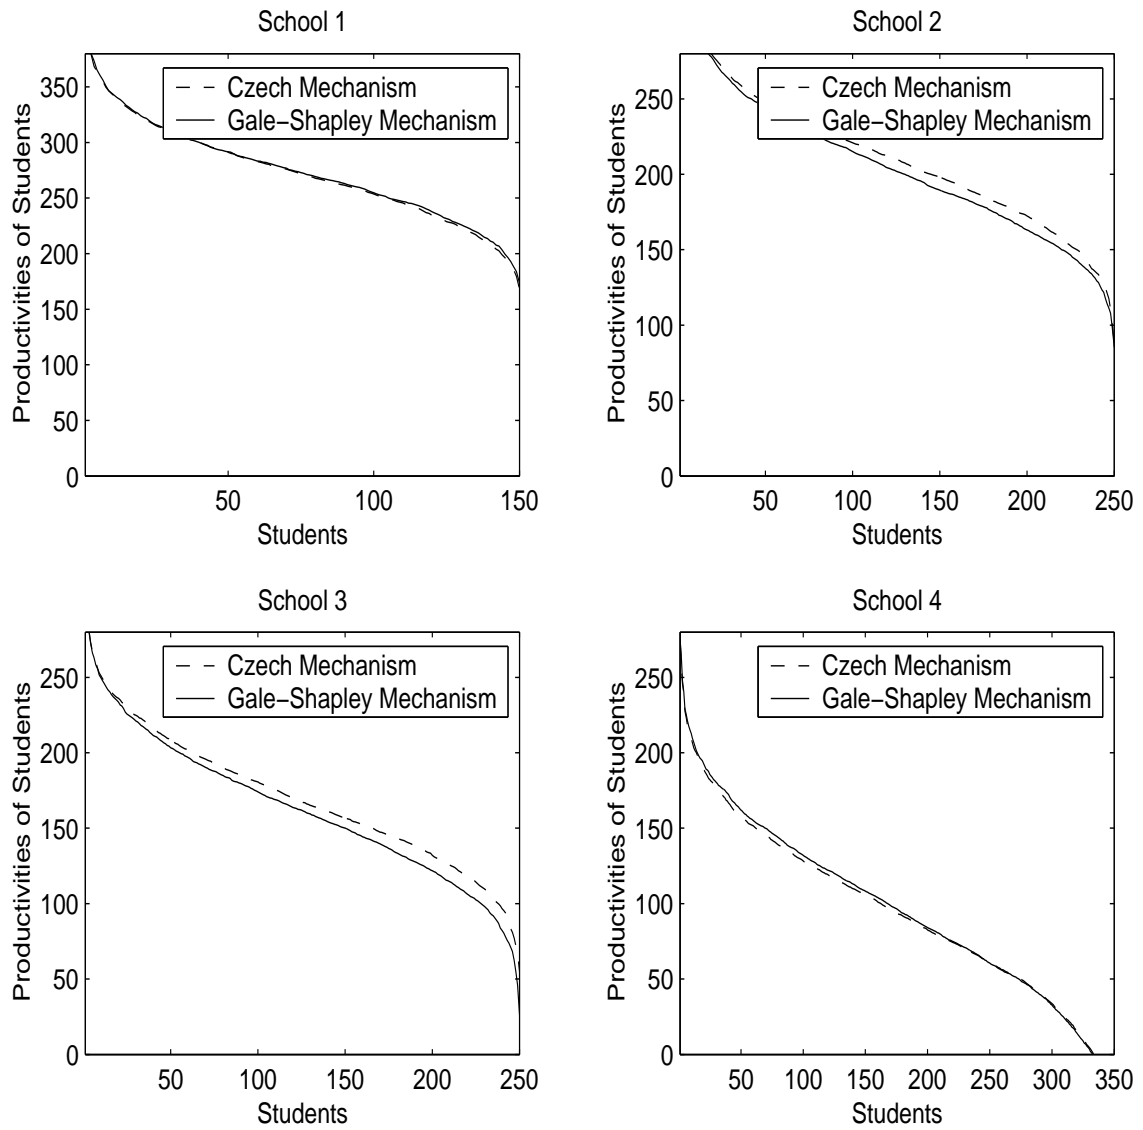 School 1
Productivities of Students
350
300
250
200
150
100
50
0
Czech Mechanism
Gale–Shapley Mechanism
50 100 150
Students
School 2
Productivities of Students
250
200
150
100
50
0
Czech Mechanism
Gale–Shapley Mechanism
50 100 150 200 250
Students
School 3
Productivities of Students
250
200
150
100
50
0
Czech Mechanism
Gale–Shapley Mechanism
50 100 150 200 250
Students
School 4
Productivities of Students
250
200
150
100
50
0
Czech Mechanism
Gale–Shapley Mechanism
50 100 150 200 250 300 350
Students